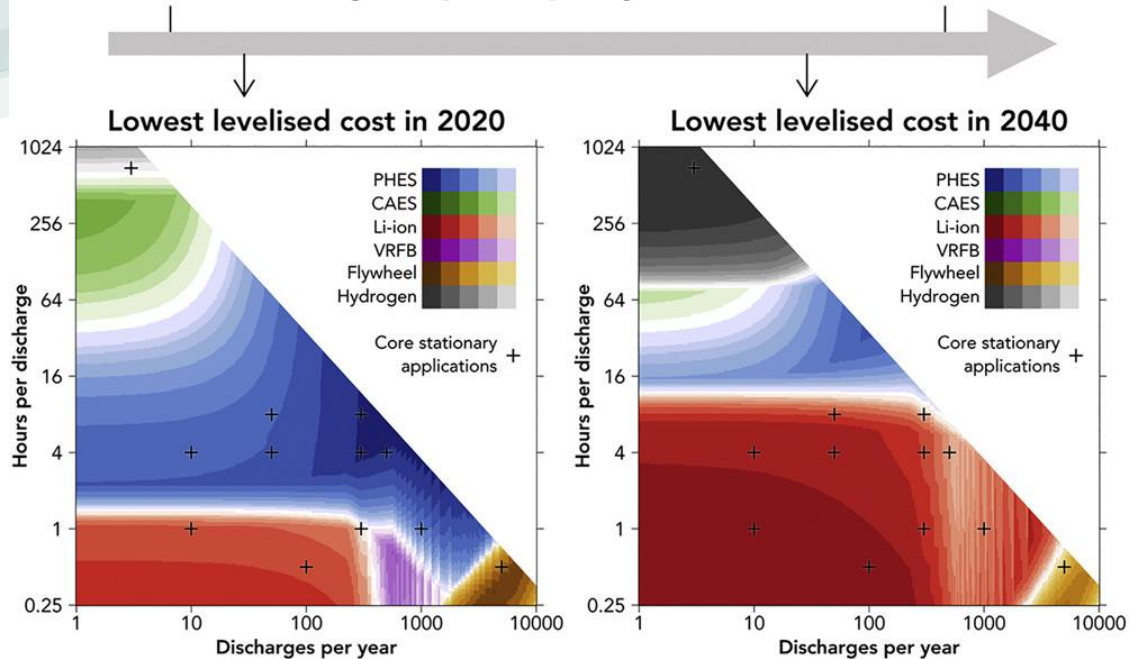 Lowest levelised cost in 2020
1024
256
64
16
4
1
0.25
Hours per discharge
1
10
100
1000
10000
Discharges per year
PHES
CAES
Li-ion
VRFB
Flywheel
Hydrogen
Core stationary
applications
Lowest levelised cost in 2040
1024
256
64
16
4
1
0.25
Hours per discharge
1
10
100
1000
10000
Discharges per year
PHES
CAES
Li-ion
VRFB
Flywheel
Hydrogen
Core stationary
applications